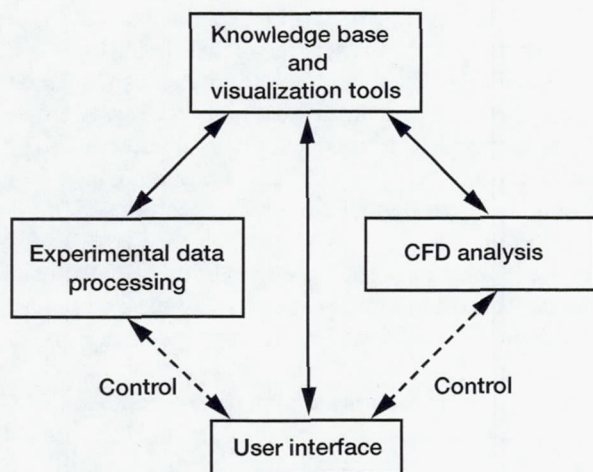 Knowledge base
and
visualization tools
Experimental data
processing
CFD analysis
Control
Control
User interface